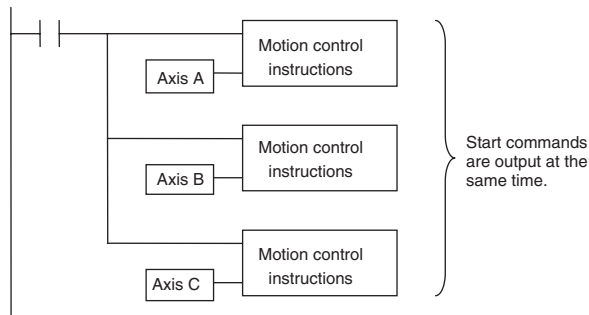 Motion control
instructions
Axis A
Motion control
instructions
Axis B
Motion control
instructions
Axis C
Start commands
are output at the
same time.